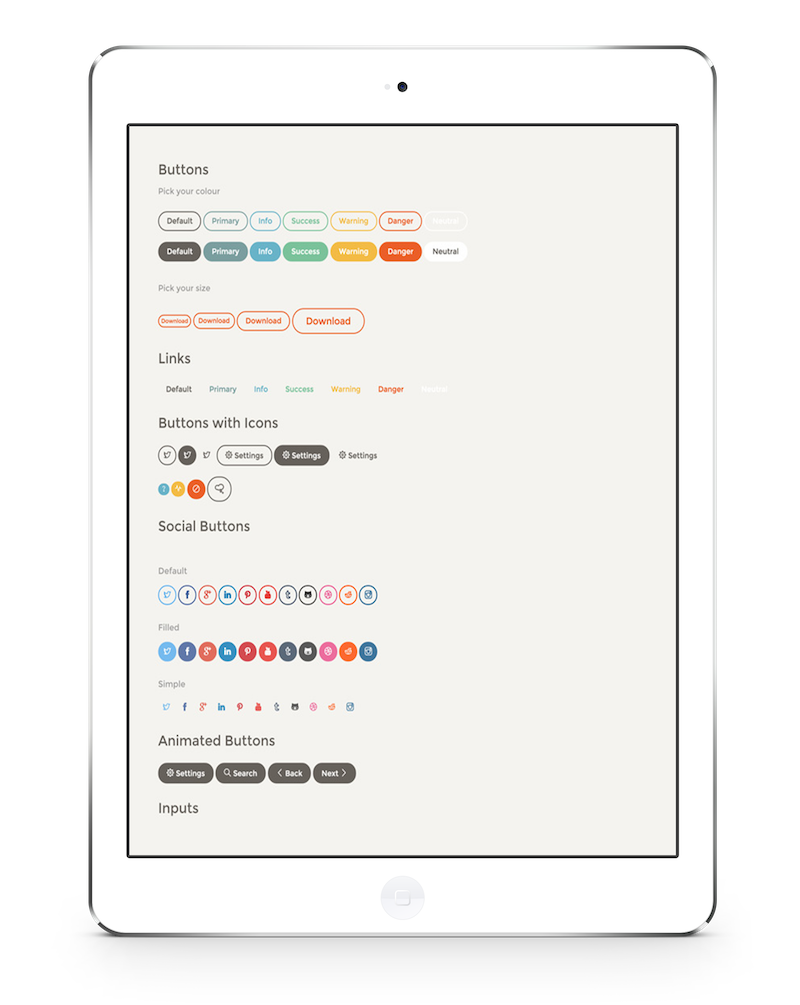 Buttons
Pick your colour
Default Primary Info Success Warning Danger Neutral
Default Primary Info Success Warning Danger Neutral
Pick your size
Download Download Download Download
Links
Default Primary Info Success Warning Danger Neutral
Buttons with Icons
Settings Settings Settings
Social Buttons
Default
Filled
Simple
Animated Buttons
Settings Search Back Next
Inputs